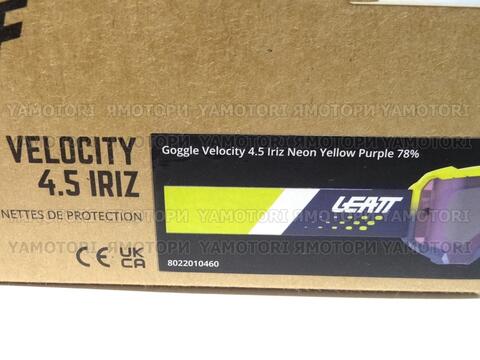 YAMOTORI ЯМОТОРИ YAMOTORI ЯМОТОРИ YAMOTORI
VELOCITY
4.5 IRIZ
NETTES DE PROTECTION
CE UK CA
Goggle Velocity 4.5 Iriz Neon Yellow Purple 78%
LEATT
8022010460